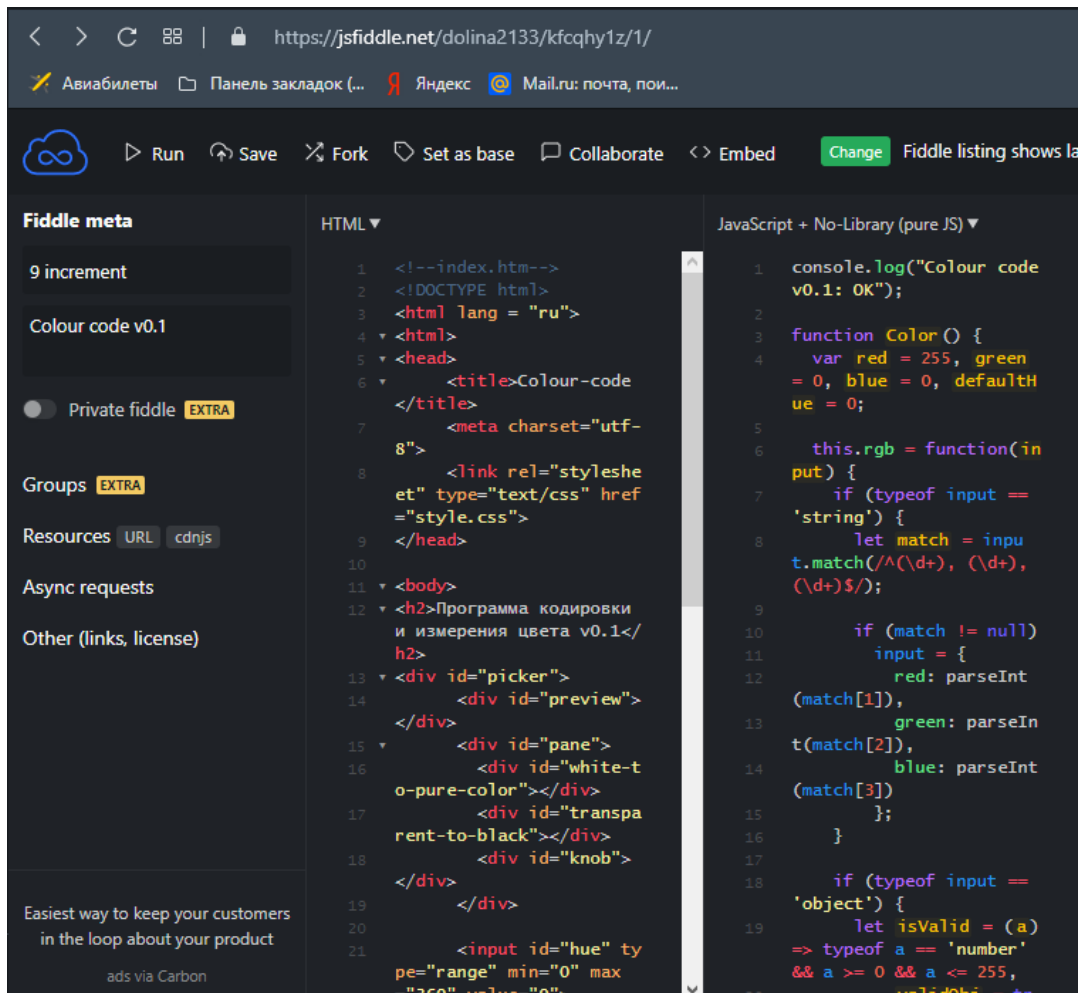 https://jsfiddle.net/dolina2133/kfcqhy1z/1/
Авиабилеты Панель закладок (... Яндекс Mail.ru: почта, пои...
Run Save Fork Set as base Collaborate Embed Change Fiddle listing shows la
Fiddle meta
9 increment
Colour code v0.1
Private fiddle EXTRA
Groups EXTRA
Resources URL cdnjs
Async requests
Other (links, license)
Easiest way to keep your customers
in the loop about your product
ads via Carbon
HTML ▼
1 <!--index.htm-->
2 <!DOCTYPE html>
3 <html lang = "ru">
4 <html>
5 <head>
6 <title>Colour-code
</title>
7 <meta charset="utf-
8">
8 <link rel="styleshe
et" type="text/css" href
="style.css">
9 </head>
10
11 <body>
12 <h2>Программа кодировки
и измерения цвета v0.1</
h2>
13 <div id="picker">
14 <div id="preview">
</div>
15 <div id="pane">
16 <div id="white-t
o-pure-color"></div>
17 <div id="transpa
rent-to-black"></div>
18 <div id="knob">
</div>
19 </div>
20
21 <input id="hue" ty
pe="range" min="0" max
="360" value="0">
JavaScript + No-Library (pure JS) ▼
1 console.log("Colour code
v0.1: OK");
2
3 function Color() {
4 var red = 255, green
= 0, blue = 0, defaultH
ue = 0;
5
6 this.rgb = function(in
put) {
7 if (typeof input ==
'string') {
8 let match = inpu
t.match(/^(\d+), (\d+),
(\d+)$/);
9
10 if (match != null)
11 input = {
12 red: parseInt
(match[1]),
13 green: parseIn
t(match[2]),
14 blue: parseInt
(match[3])
15 };
16 }
17
18 if (typeof input ==
'object') {
19 let isValid = (a)
=> typeof a == 'number'
&& a >= 0 && a <= 255,